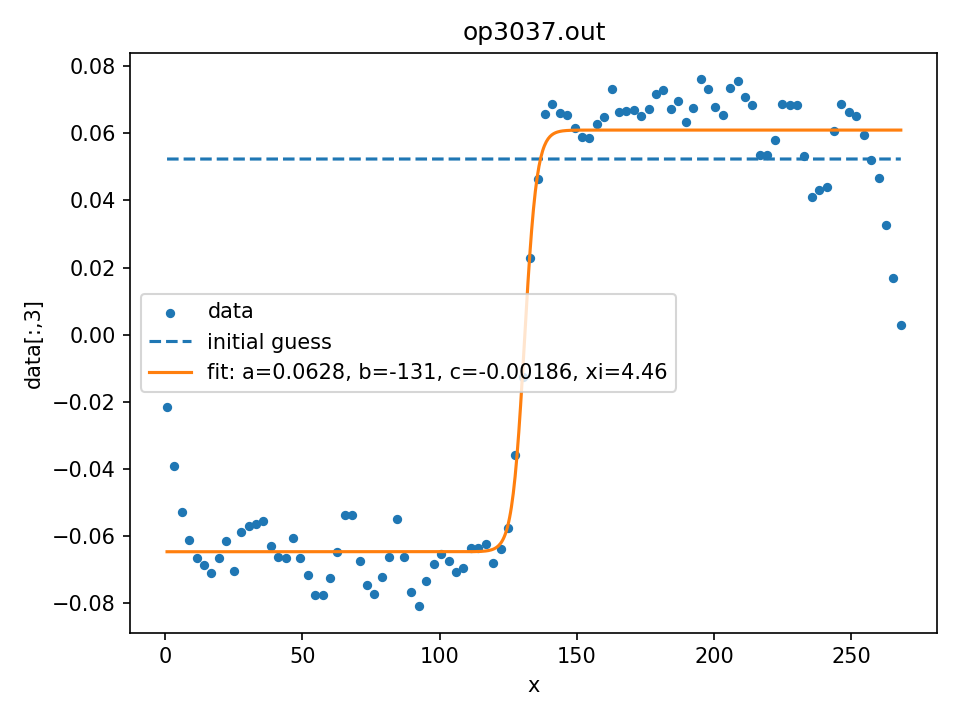 op3037.out
0.08
0.06
0.04
0.02
0.00
−0.02
−0.04
−0.06
−0.08
data[:,3]
data
initial guess
fit: a=0.0628, b=-131, c=-0.00186, xi=4.46
0 50 100 150 200 250
x